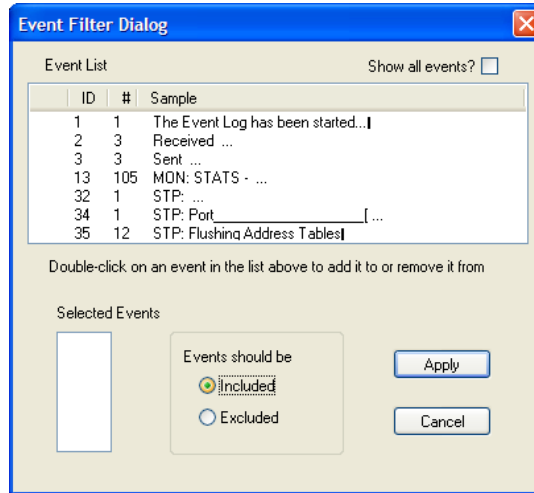 Event Filter Dialog
Event List Show all events?
ID # Sample
1 1 The Event Log has been started...
2 3 Received ...
3 3 Sent ...
13 105 MON: STATS - ...
32 1 STP: ...
34 1 STP: Port____________________[ ...
35 12 STP: Flushing Address Tables
Double-click on an event in the list above to add it to or remove it from
Selected Events
Events should be
Included
Excluded
Apply
Cancel